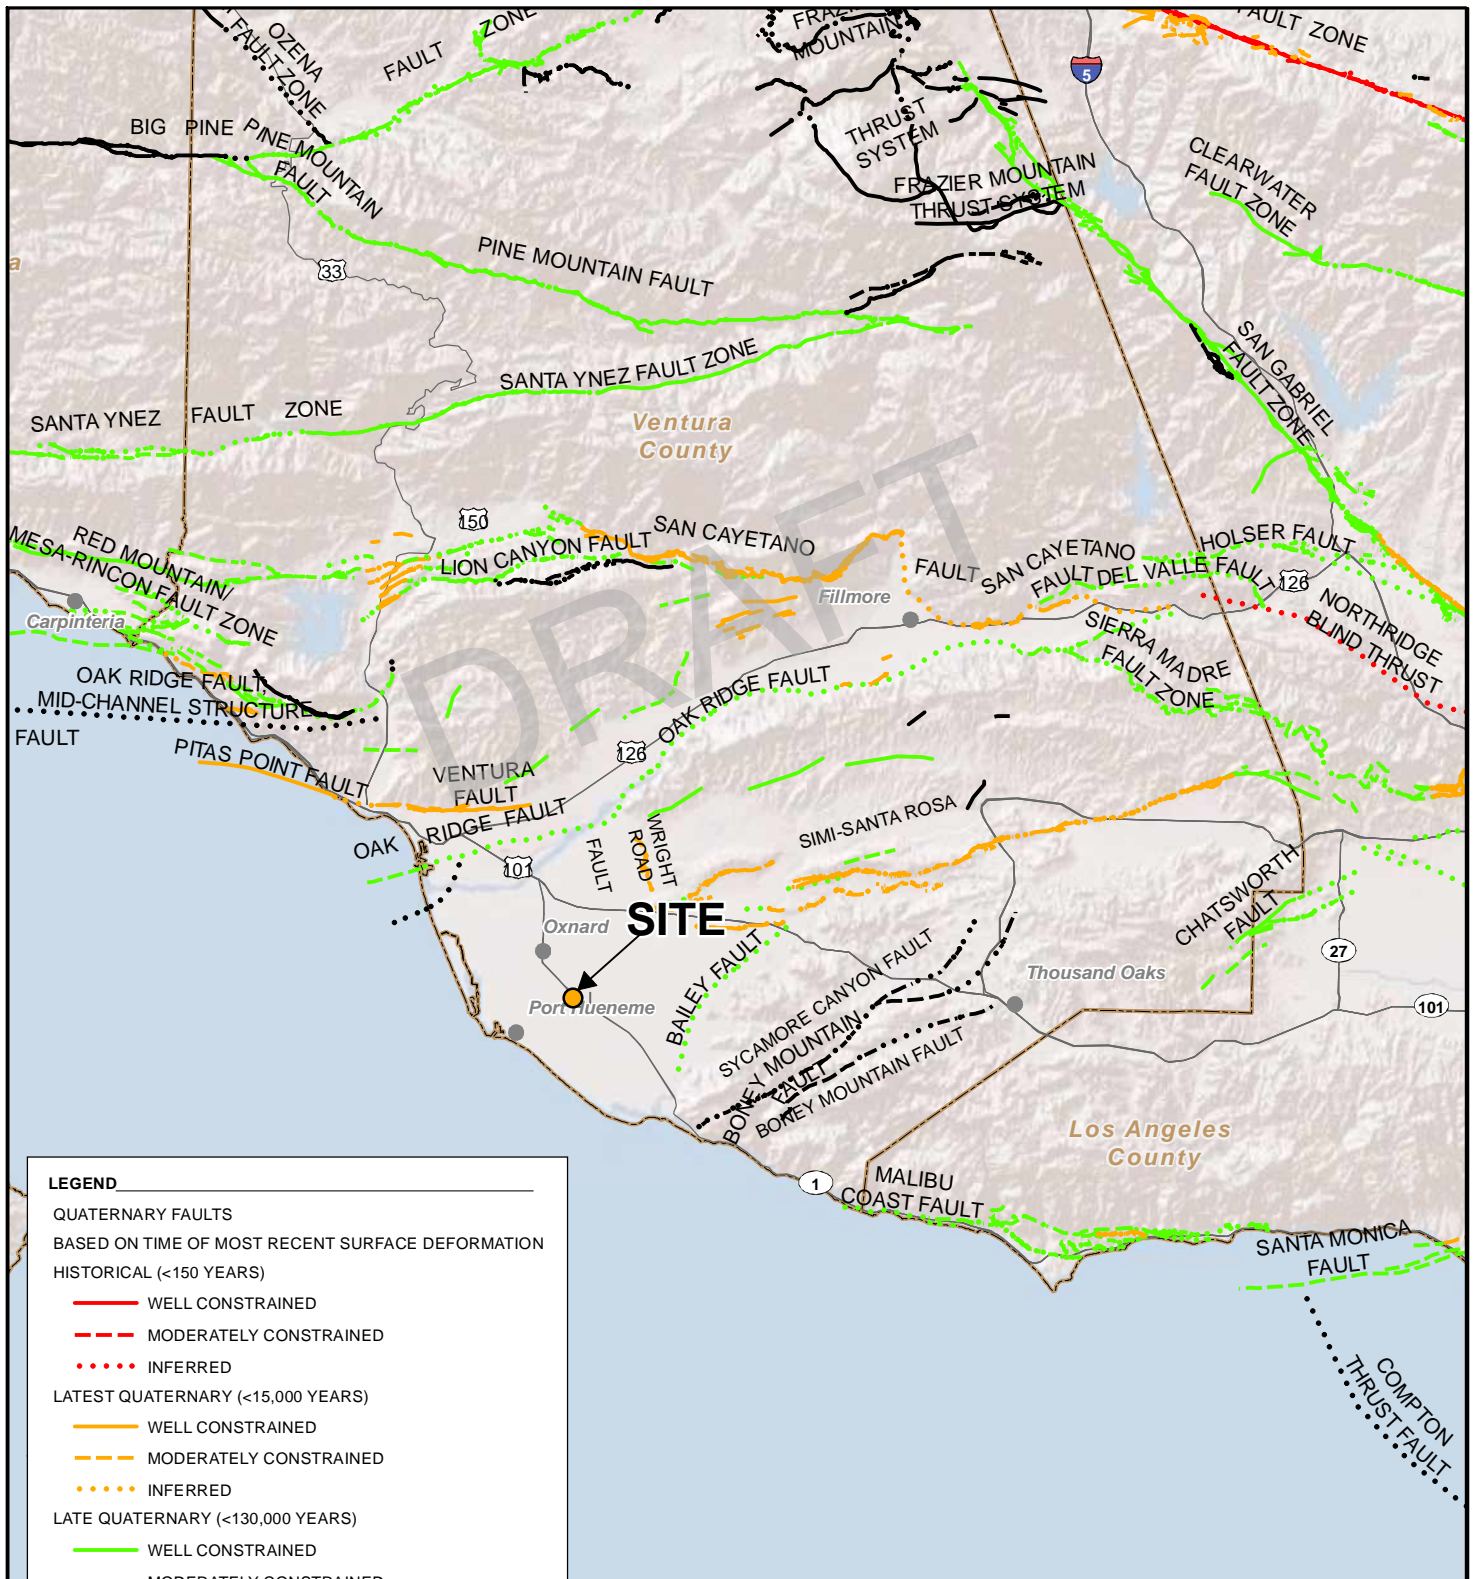 ZONE
FAULT
OZENA
FAULT ZONE
FRAZIER
MOUNTAIN
THRUST
SYSTEM
FAULT ZONE
5
BIG PINE
PINE MOUNTAIN
FAULT
FRAZIER MOUNTAIN
THRUST SYSTEM
CLEARWATER
FAULT ZONE
a
33
PINE MOUNTAIN FAULT
SAN GABRIEL
FAULT ZONE
SANTA YNEZ FAULT ZONE
SANTA YNEZ FAULT ZONE
Ventura
County
DRAFT
150
RED MOUNTAIN/
MESA-RINCON FAULT ZONE
LION CANYON FAULT
SAN CAYETANO
FAULT
SAN CAYETANO
FAULT
DEL VALLE FAULT
HOLSER FAULT
126
NORTHRIDGE
BLIND THRUST
Carpinteria
Fillmore
SIERRA MADRE
FAULT ZONE
OAK RIDGE FAULT,
MID-CHANNEL STRUCTURE
FAULT
PITAS POINT FAULT
OAK RIDGE FAULT
126
VENTURA
FAULT
OAK RIDGE FAULT
101
WRIGHT
ROAD
FAULT
SIMI-SANTA ROSA
CHATSWORTH
FAULT
SITE
Oxnard
Port Hueneme
BAILEY FAULT
SYCAMORE CANYON FAULT
BONEY MOUNTAIN
FAULT
BONEY MOUNTAIN FAULT
Thousand Oaks
27
101
Los Angeles
County
1
MALIBU
COAST FAULT
SANTA MONICA
FAULT
COMPTON
THRUST FAULT
LEGEND
QUATERNARY FAULTS
BASED ON TIME OF MOST RECENT SURFACE DEFORMATION
HISTORICAL (<150 YEARS)
WELL CONSTRAINED
MODERATELY CONSTRAINED
INFERRED
LATEST QUATERNARY (<15,000 YEARS)
WELL CONSTRAINED
MODERATELY CONSTRAINED
INFERRED
LATE QUATERNARY (<130,000 YEARS)
WELL CONSTRAINED
MODERATELY CONSTRAINED